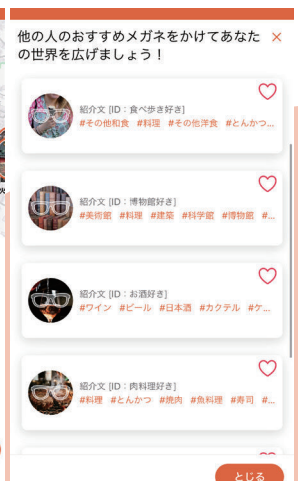 他の人のおすすめメガネをかけてあなた
の世界を広げましょう！
紹介文 [ID：食べ歩き好き]
#その他和食 #料理 #その他洋食 #とんかつ...
紹介文 [ID：博物館好き]
#美術館 #料理 #建築 #科学館 #博物館 #...
紹介文 [ID：お酒好き]
#ワイン #ビール #日本酒 #カクテル #ケ...
紹介文 [ID：肉料理好き]
#料理 #とんかつ #焼肉 #魚料理 #寿司 #...
とじる